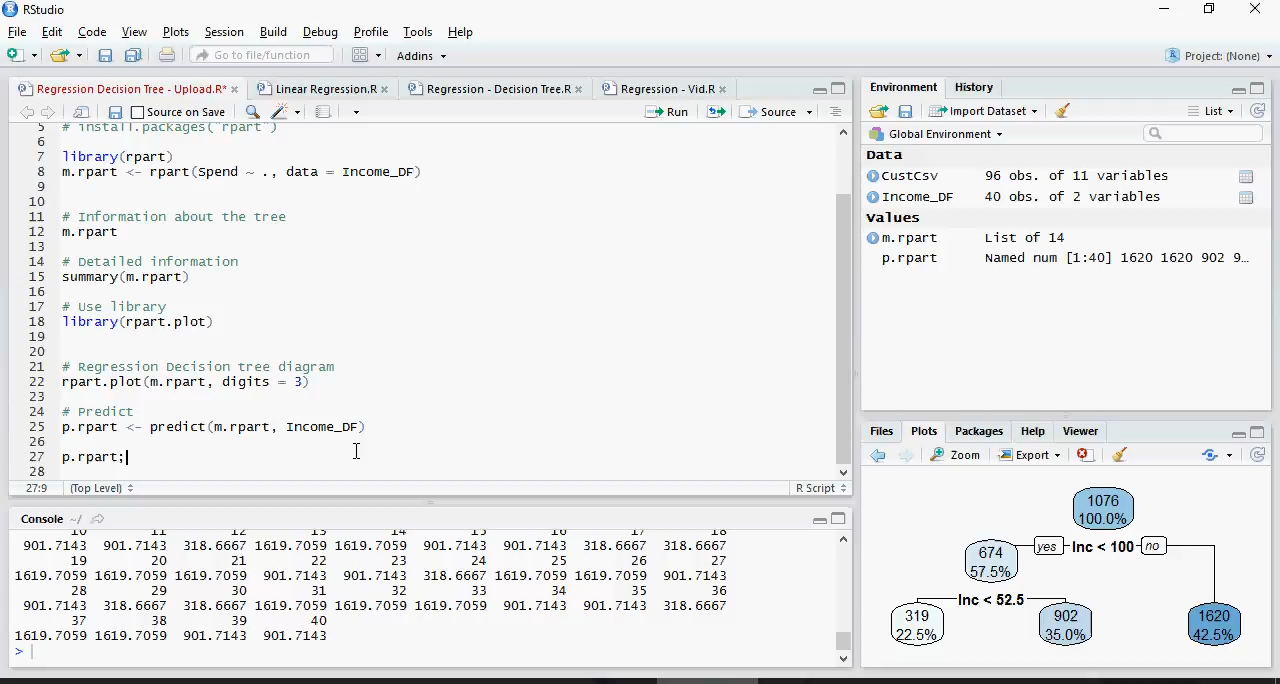 RStudio
File Edit Code View Plots Session Build Debug Profile Tools Help
Go to file/function Addins Project: (None)
Regression Decision Tree - Upload.R* Linear Regression.R Regression - Decision Tree.R Regression - Vid.R
Source on Save Run Source
5 # install.packages("rpart")
6
7 library(rpart)
8 m.rpart <- rpart(Spend ~ ., data = Income_DF)
9
10
11 # Information about the tree
12 m.rpart
13
14 # Detailed information
15 summary(m.rpart)
16
17 # Use library
18 library(rpart.plot)
19
20
21 # Regression Decision tree diagram
22 rpart.plot(m.rpart, digits = 3)
23
24 # Predict
25 p.rpart <- predict(m.rpart, Income_DF)
26
27 p.rpart;
28
27:9 (Top Level) R Script
Console ~/
10 11 12 13 14 15 16 17 18
901.7143 901.7143 318.6667 1619.7059 1619.7059 901.7143 901.7143 318.6667 318.6667
19 20 21 22 23 24 25 26 27
1619.7059 1619.7059 1619.7059 901.7143 901.7143 318.6667 1619.7059 1619.7059 901.7143
28 29 30 31 32 33 34 35 36
901.7143 318.6667 318.6667 1619.7059 1619.7059 1619.7059 901.7143 901.7143 318.6667
37 38 39 40
1619.7059 1619.7059 901.7143 901.7143
>
Environment History
Import Dataset List
Global Environment
Data
CustCsv 96 obs. of 11 variables
Income_DF 40 obs. of 2 variables
Values
m.rpart List of 14
p.rpart Named num [1:40] 1620 1620 902 9…
Files Plots Packages Help Viewer
Zoom Export
1076
100.0%
yes Inc < 100 no
674
57.5%
Inc < 52.5
319
22.5%
902
35.0%
1620
42.5%